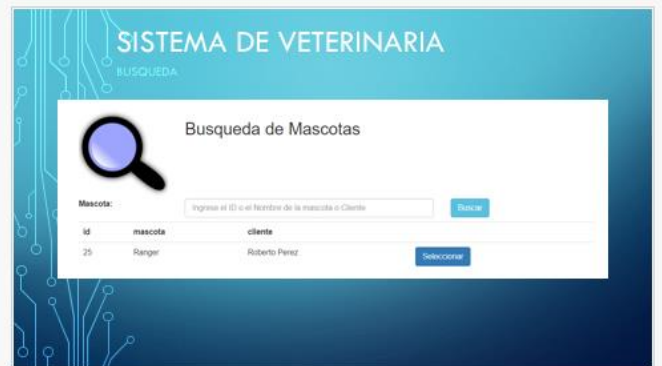 SISTEMA DE VETERINARIA
BUSQUEDA
Busqueda de Mascotas
Mascota:
Ingrese el ID o el Nombre de la mascota o Cliente
Buscar
id mascota cliente
25 Ranger Roberto Perez Seleccionar